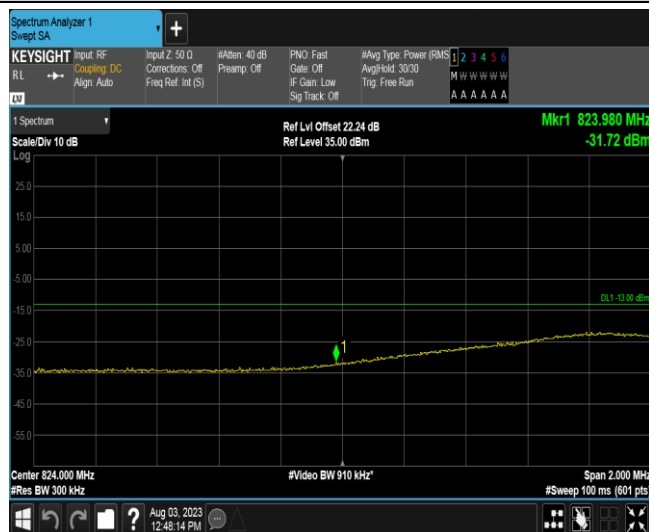 Spectrum Analyzer 1
Swept SA
+
KEYSIGHT Input: RF Input Z: 50 Ω #Atten: 40 dB PNO: Fast #Avg Type: Power (RMS 1 2 3 4 5 6
RL Coupling: DC Corrections: Off Preamp: Off Gate: Off Avg|Hold: 30/30 M W W W W W
Align: Auto Freq Ref: Int (S) IF Gain: Low Trig: Free Run
Sig Track: Off A A A A A A
LXI
1 Spectrum Ref Lvl Offset 22.24 dB Mkr1 823.980 MHz
Scale/Div 10 dB Ref Level 35.00 dBm -31.72 dBm
Log
25.0
15.0
5.00
-5.00
DL1 -13.00 dBm
-15.0
-25.0
1
-35.0
-45.0
-55.0
Center 824.000 MHz #Video BW 910 kHz* Span 2.000 MHz
#Res BW 300 kHz #Sweep 100 ms (601 pts)
? Aug 03, 2023
12:48:14 PM